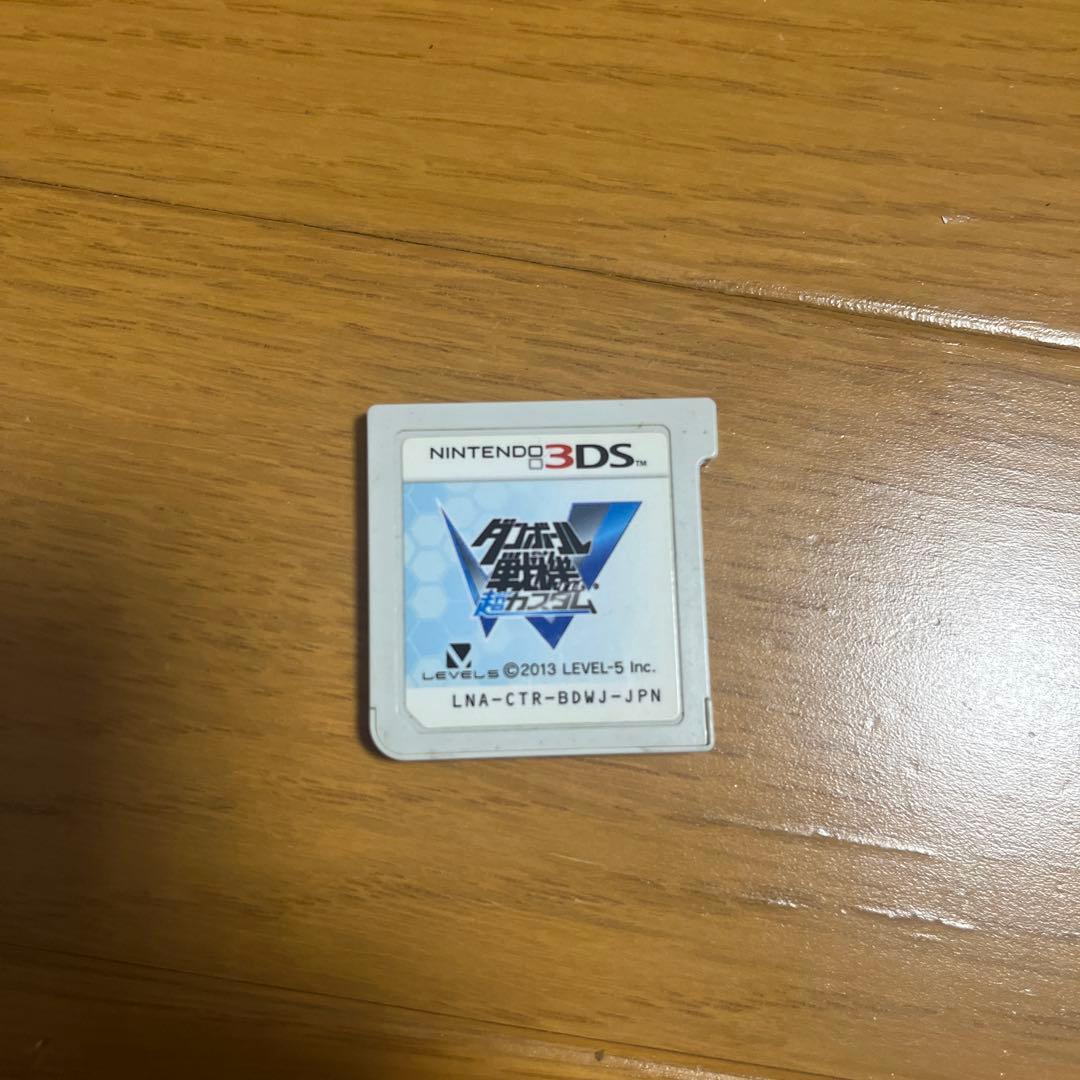 NINTENDO 3DS™
ダンボール
戦機
超カスタム
LEVEL5 ©2013 LEVEL-5 Inc.
LNA-CTR-BDWJ-JPN